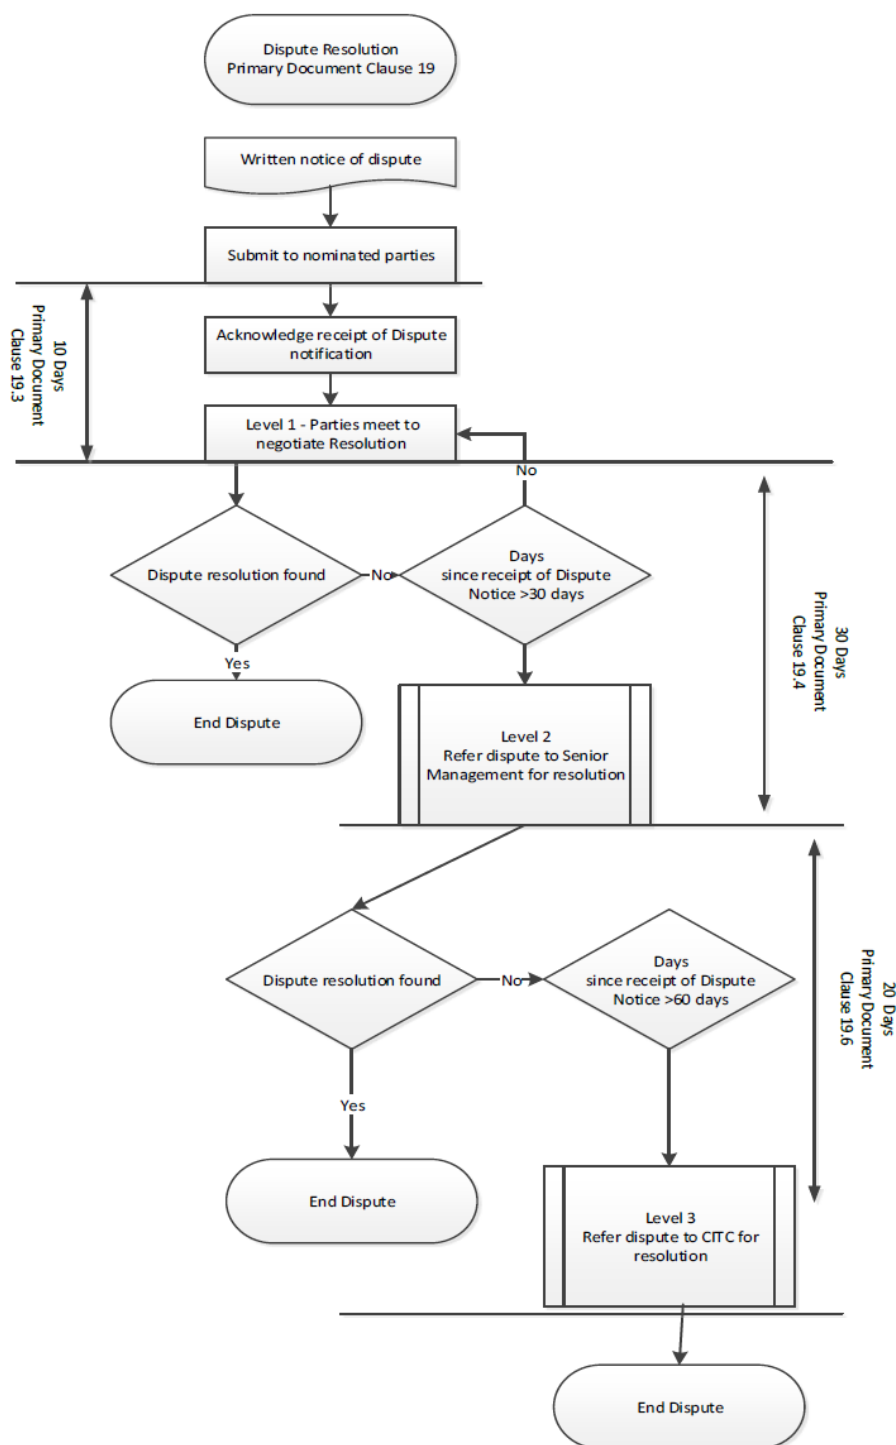 Dispute Resolution
Primary Document Clause 19
Written notice of dispute
Submit to nominated parties
10 Days
Primary Document
Clause 19.3
Acknowledge receipt of Dispute
notification
Level 1 - Parties meet to
negotiate Resolution
No
Dispute resolution found
No
Days
since receipt of Dispute
Notice >30 days
30 Days
Primary Document
Clause 19.4
Yes
End Dispute
Level 2
Refer dispute to Senior
Management for resolution
Dispute resolution found
No
Days
since receipt of Dispute
Notice >60 days
20 Days
Primary Document
Clause 19.6
Yes
End Dispute
Level 3
Refer dispute to CITC for
resolution
End Dispute